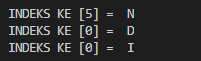 INDEKS KE [5] =  N
INDEKS KE [0] =  D
INDEKS KE [0] =  I